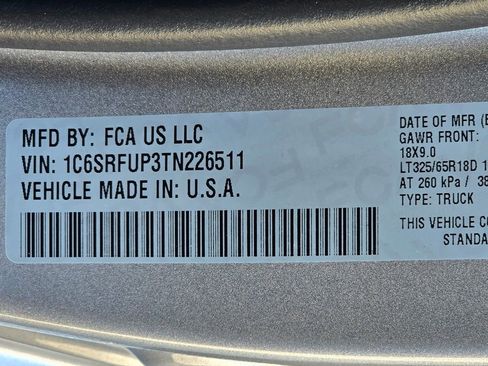 MFD BY: FCA US LLC
VIN: 1C6SRFUP3TN226511
VEHICLE MADE IN: U.S.A.
DATE OF MFR
GAWR FRONT:
18X9.0
LT325/65R18D
AT 260 kPa /
TYPE: TRUCK
THIS VEHICLE